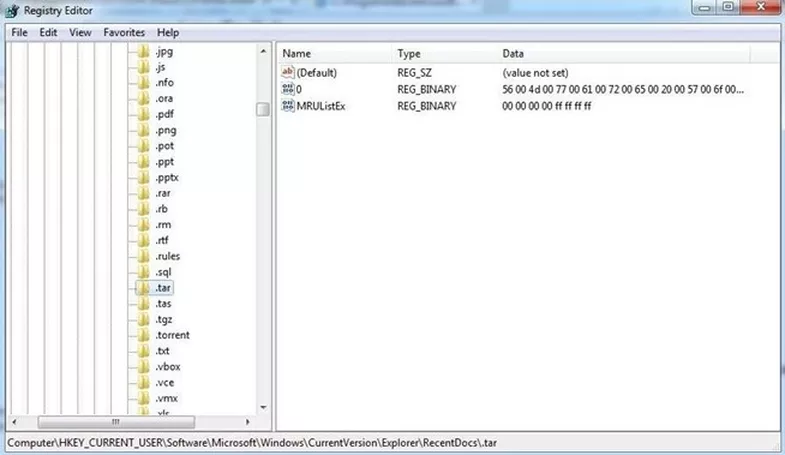 Registry Editor
File Edit View Favorites Help
.jpg
.js
.nfo
.ora
.pdf
.png
.pot
.ppt
.pptx
.rar
.rb
.rm
.rtf
.rules
.sql
.tar
.tas
.tgz
.torrent
.txt
.vbox
.vce
.vmx
.xls
Name Type Data
(Default) REG_SZ (value not set)
0 REG_BINARY 56 00 4d 00 77 00 61 00 72 00 65 00 20 00 57 00 6f 00...
MRUListEx REG_BINARY 00 00 00 00 ff ff ff ff
Computer\HKEY_CURRENT_USER\Software\Microsoft\Windows\CurrentVersion\Explorer\RecentDocs\.tar